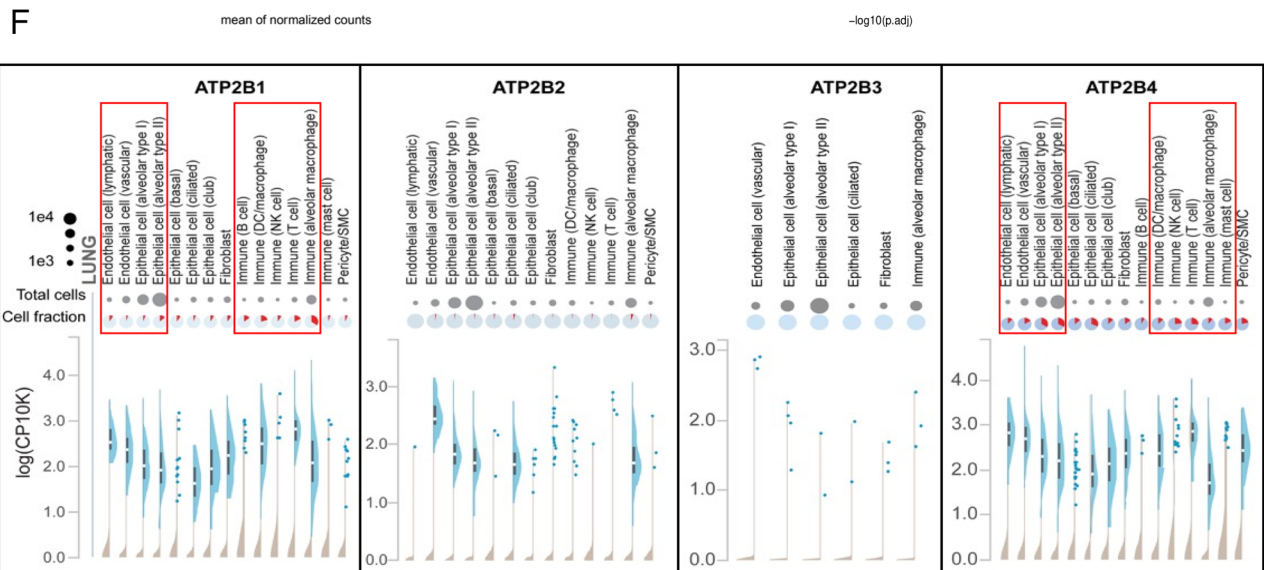 F
mean of normalized counts
−log10(p.adj)
ATP2B1
ATP2B2
ATP2B3
ATP2B4
1e4
1e3
LUNG
Total cells
Cell fraction
log(CP10K)
Endothelial cell (lymphatic)
Endothelial cell (vascular)
Epithelial cell (alveolar type I)
Epithelial cell (alveolar type II)
Epithelial cell (basal)
Epithelial cell (ciliated)
Epithelial cell (club)
Fibroblast
Immune (B cell)
Immune (DC/macrophage)
Immune (NK cell)
Immune (T cell)
Immune (alveolar macrophage)
Immune (mast cell)
Pericyte/SMC
4.0
3.0
2.0
1.0
0.0
Endothelial cell (lymphatic)
Endothelial cell (vascular)
Epithelial cell (alveolar type I)
Epithelial cell (alveolar type II)
Epithelial cell (basal)
Epithelial cell (ciliated)
Epithelial cell (club)
Fibroblast
Immune (DC/macrophage)
Immune (NK cell)
Immune (T cell)
Immune (alveolar macrophage)
Pericyte/SMC
3.0
2.0
1.0
0.0
Endothelial cell (vascular)
Epithelial cell (alveolar type I)
Epithelial cell (alveolar type II)
Epithelial cell (ciliated)
Fibroblast
Immune (alveolar macrophage)
3.0
2.0
1.0
0.0
Total cells
Cell fraction
Endothelial cell (lymphatic)
Endothelial cell (vascular)
Epithelial cell (alveolar type I)
Epithelial cell (alveolar type II)
Epithelial cell (basal)
Epithelial cell (ciliated)
Epithelial cell (club)
Fibroblast
Immune (B cell)
Immune (DC/macrophage)
Immune (NK cell)
Immune (T cell)
Immune (alveolar macrophage)
Immune (mast cell)
Pericyte/SMC
4.0
3.0
2.0
1.0
0.0